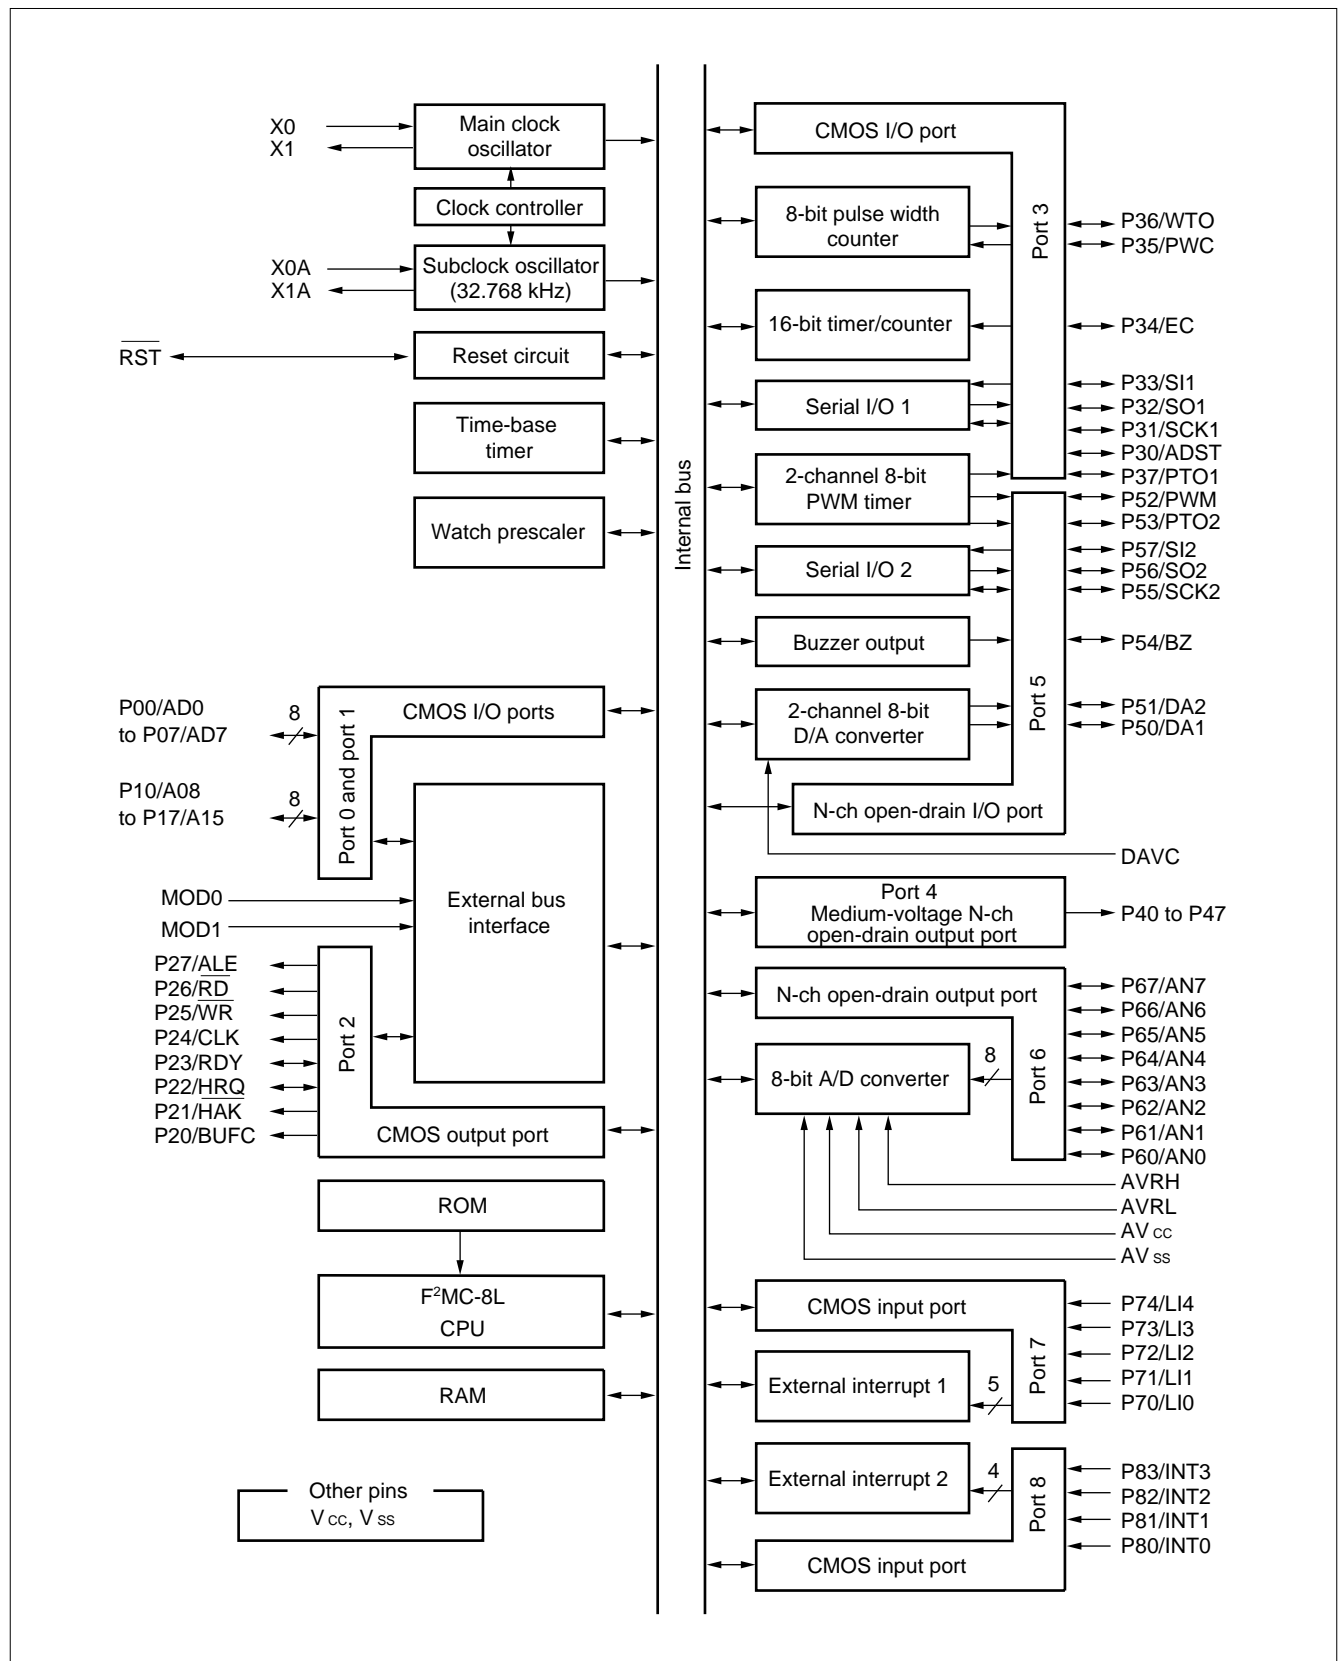 X0
X1
Main clock
oscillator
Clock controller
X0A
X1A
Subclock oscillator
(32.768 kHz)
RST
Reset circuit
Time-base
timer
Watch prescaler
P00/AD0
to P07/AD7
8
P10/A08
to P17/A15
8
Port 0 and port 1
CMOS I/O ports
MOD0
MOD1
External bus
interface
P27/ALE
P26/RD
P25/WR
P24/CLK
P23/RDY
P22/HRQ
P21/HAK
P20/BUFC
Port 2
CMOS output port
ROM
F²MC-8L
CPU
RAM
Other pins
Vcc, Vss
Internal bus
CMOS I/O port
Port 3
8-bit pulse width
counter
P36/WTO
P35/PWC
16-bit timer/counter
P34/EC
Serial I/O 1
P33/SI1
P32/SO1
P31/SCK1
P30/ADST
2-channel 8-bit
PWM timer
P37/PTO1
P52/PWM
P53/PTO2
Serial I/O 2
P57/SI2
P56/SO2
P55/SCK2
Buzzer output
P54/BZ
Port 5
2-channel 8-bit
D/A converter
P51/DA2
P50/DA1
N-ch open-drain I/O port
DAVC
Port 4
Medium-voltage N-ch
open-drain output port
P40 to P47
N-ch open-drain output port
Port 6
8-bit A/D converter
8
P67/AN7
P66/AN6
P65/AN5
P64/AN4
P63/AN3
P62/AN2
P61/AN1
P60/AN0
AVRH
AVRL
AVcc
AVss
CMOS input port
Port 7
External interrupt 1
5
P74/LI4
P73/LI3
P72/LI2
P71/LI1
P70/LI0
External interrupt 2
4
Port 8
P83/INT3
P82/INT2
P81/INT1
P80/INT0
CMOS input port